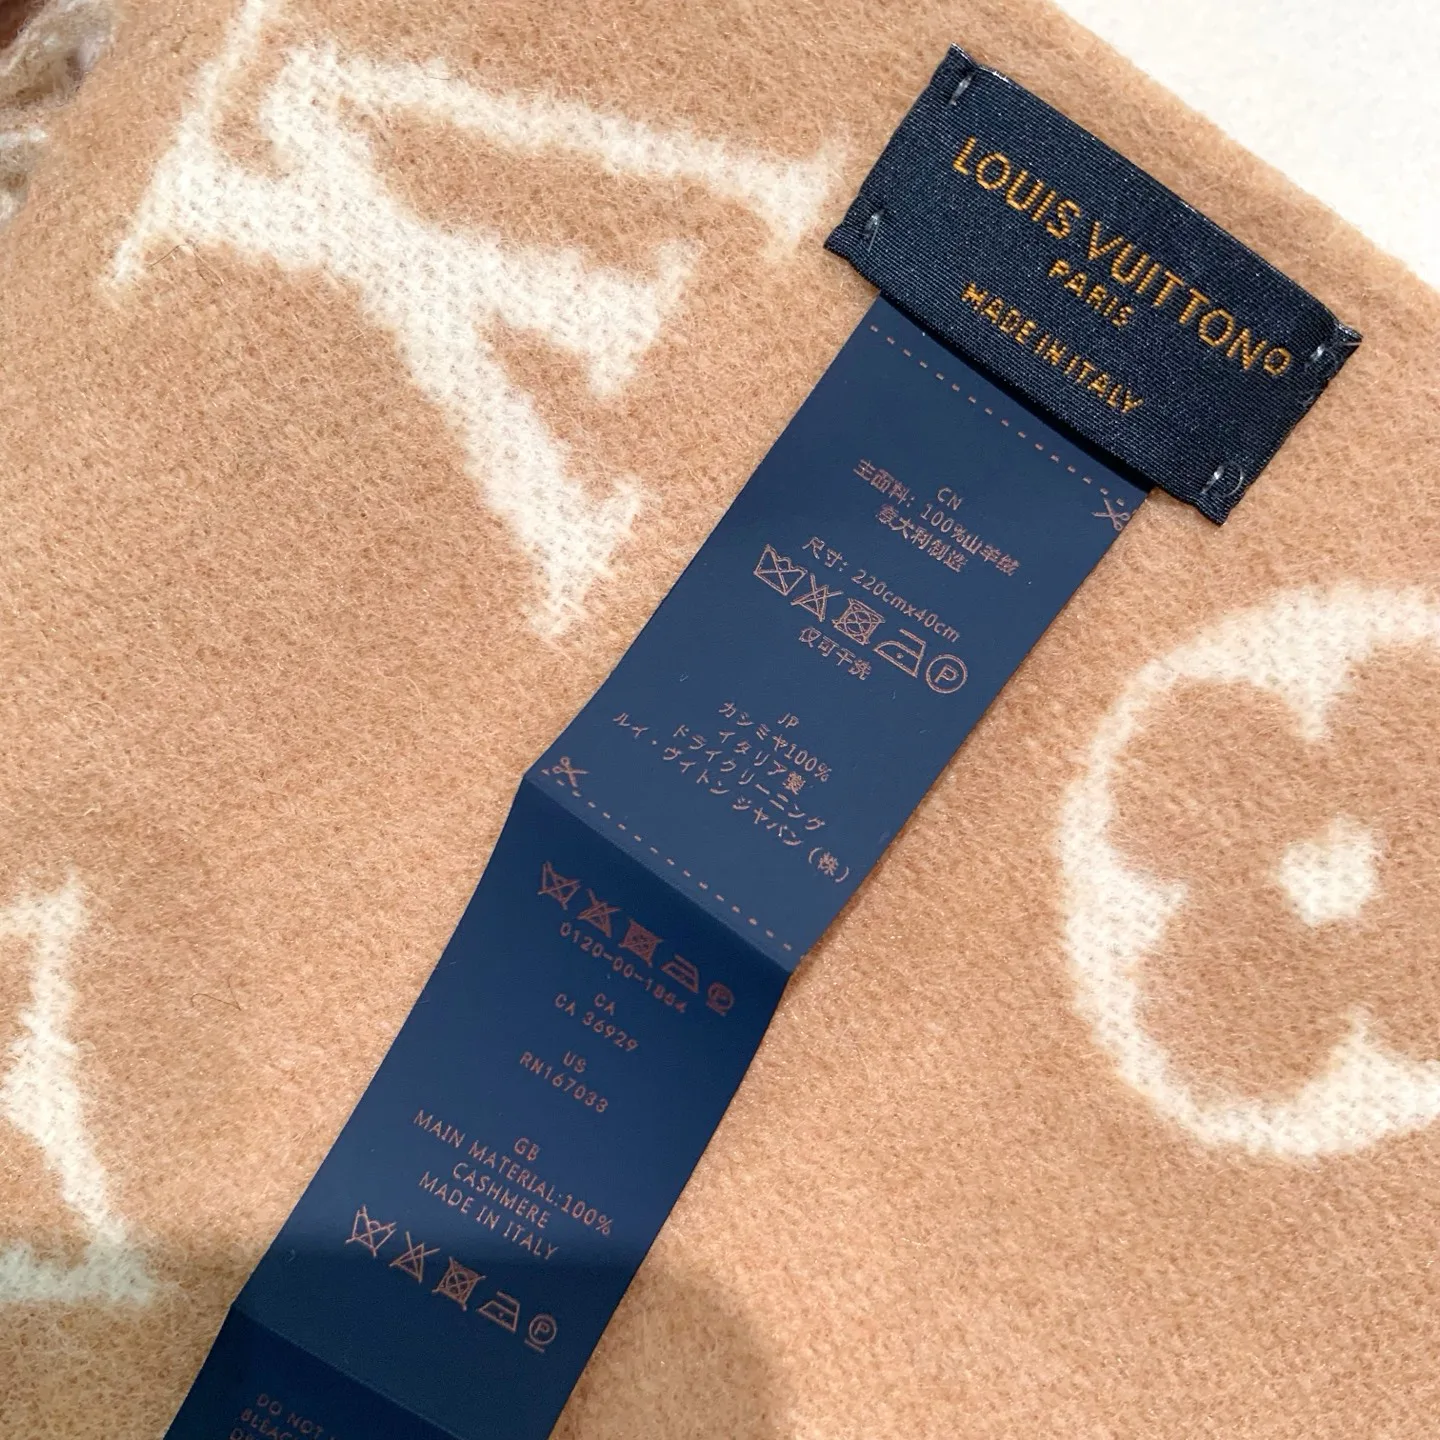 LOUIS VUITTON
PARIS
MADE IN ITALY
CN
主面料: 100%山羊绒
意大利制造
尺寸: 220cmx40cm
P
仅可干洗
JP
カシミヤ100%
イタリア製
ドライクリーニング
ルイ・ヴィトン ジャパン (株)
P
0120-00-1854
CA
CA 36929
US
RN167033
GB
MAIN MATERIAL:100%
CASHMERE
MADE IN ITALY
P
DO NOT